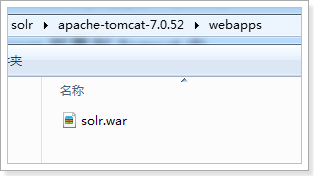 solr ▸ apache-tomcat-7.0.52 ▸ webapps
夹
名称
solr.war